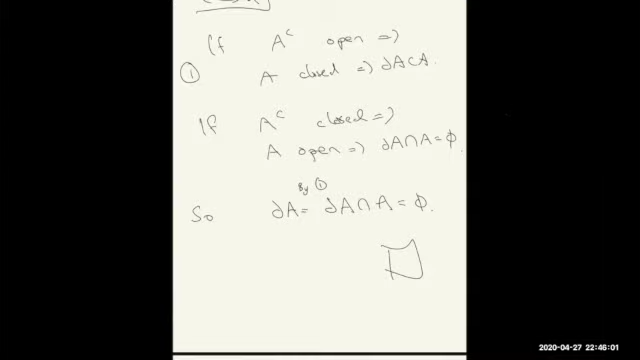 If A^c open =>
① A closed => ∂A⊂A.
If A^c closed =>
A open => ∂A∩A=ϕ.
By ①
So ∂A= ∂A∩A=ϕ.
2020-04-27 22:46:01